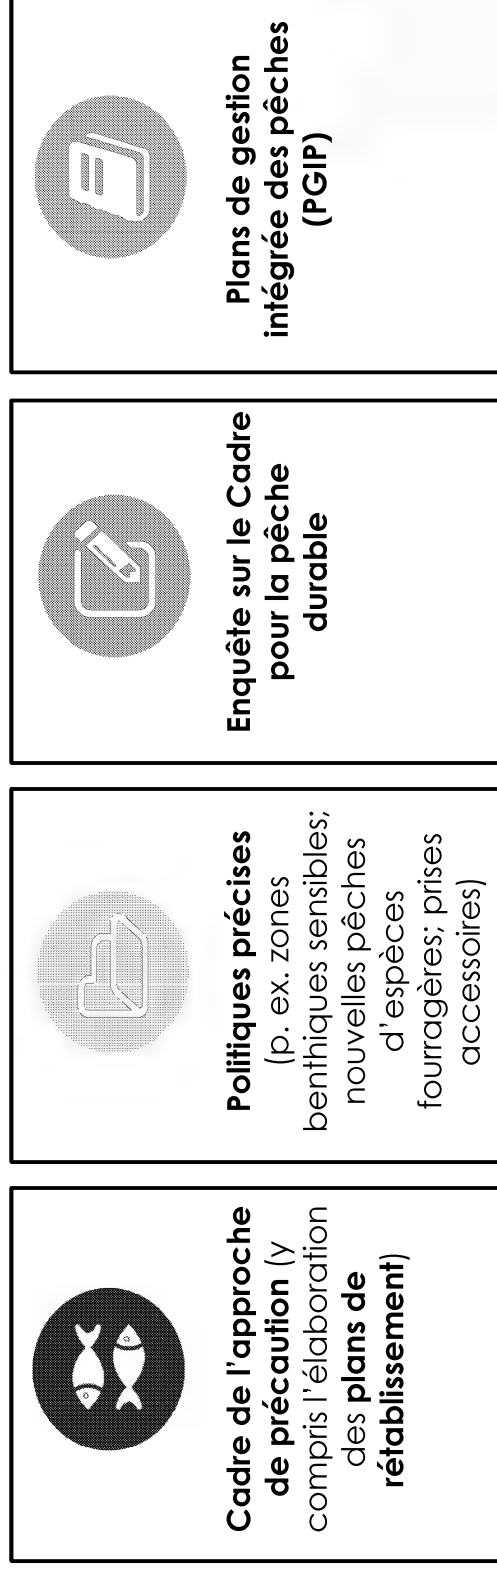 Cadre de l'approche
de précaution (y
compris l'élaboration
des plans de
rétablissement)
Politiques précises
(p. ex. zones
benthiques sensibles;
nouvelles pêches
d'espèces
fourragères; prises
accessoires)
Enquête sur le Cadre
pour la pêche
durable
Plans de gestion
intégrée des pêches
(PGIP)